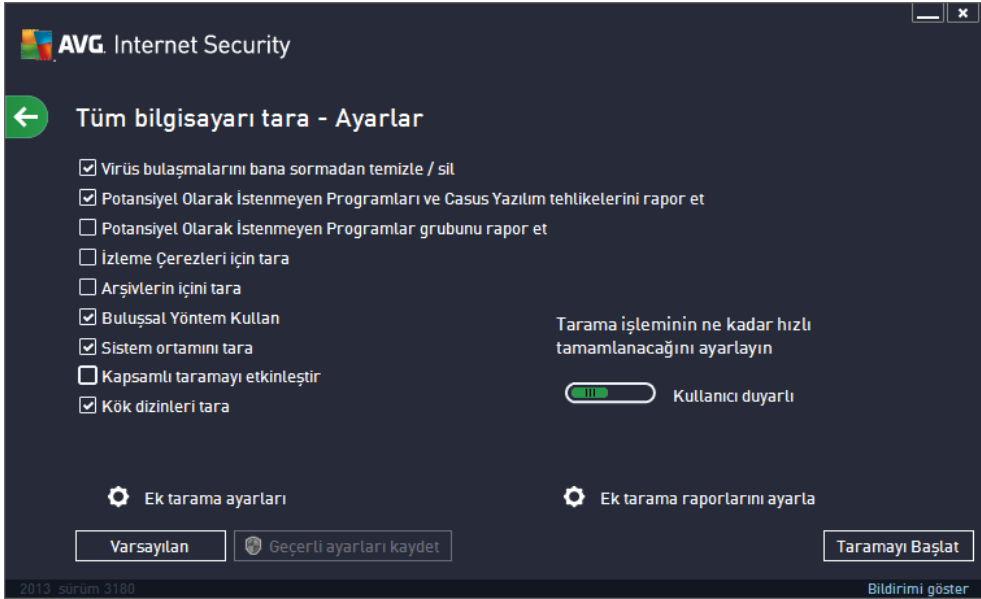 AVG. Internet Security
Tüm bilgisayarı tara - Ayarlar
Virüs bulaşmalarını bana sormadan temizle / sil
Potansiyel Olarak İstenmeyen Programları ve Casus Yazılım tehlikelerini rapor et
Potansiyel Olarak İstenmeyen Programlar grubunu rapor et
İzleme Çerezleri için tara
Arşivlerin içini tara
Buluşsal Yöntem Kullan
Sistem ortamını tara
Kapsamlı taramayı etkinleştir
Kök dizinleri tara
Tarama işleminin ne kadar hızlı
tamamlanacağını ayarlayın
Kullanıcı duyarlı
Ek tarama ayarları
Ek tarama raporlarını ayarla
Varsayılan
Geçerli ayarları kaydet
Taramayı Başlat
2013 sürüm 3180
Bildirimi göster